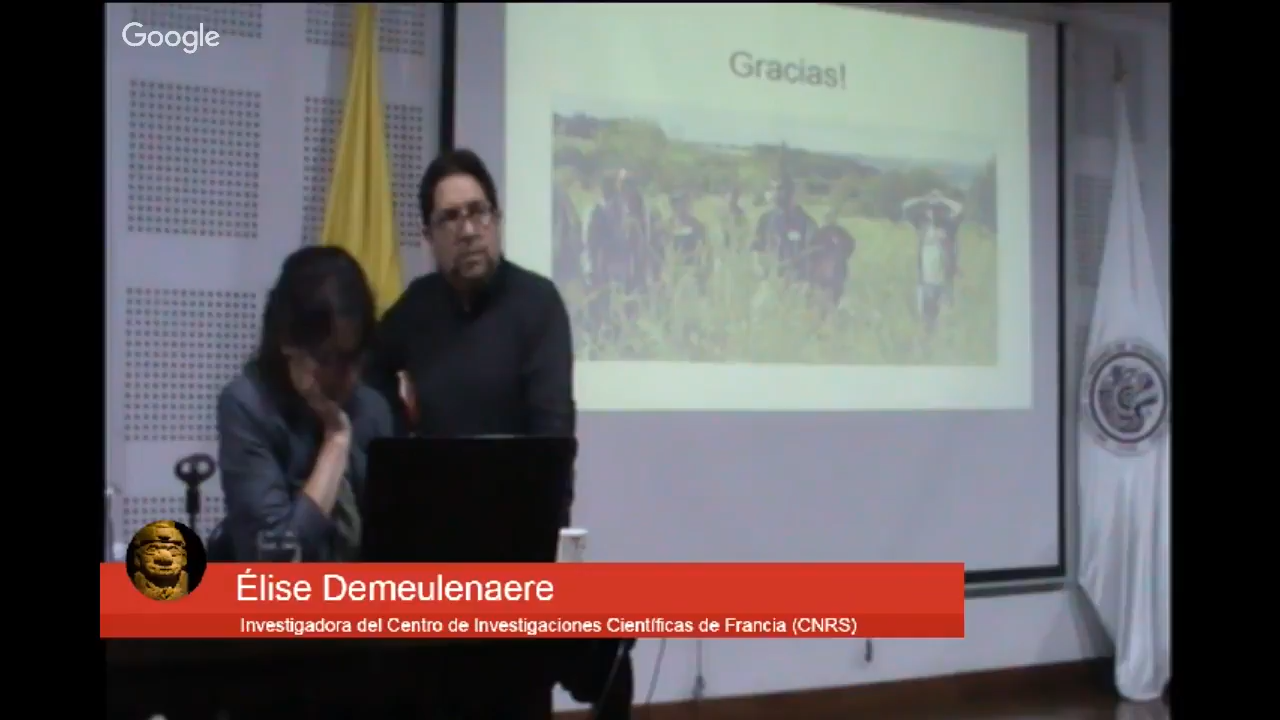 Google
Gracias!
Élise Demeulenaere
Investigadora del Centro de Investigaciones Científicas de Francia (CNRS)